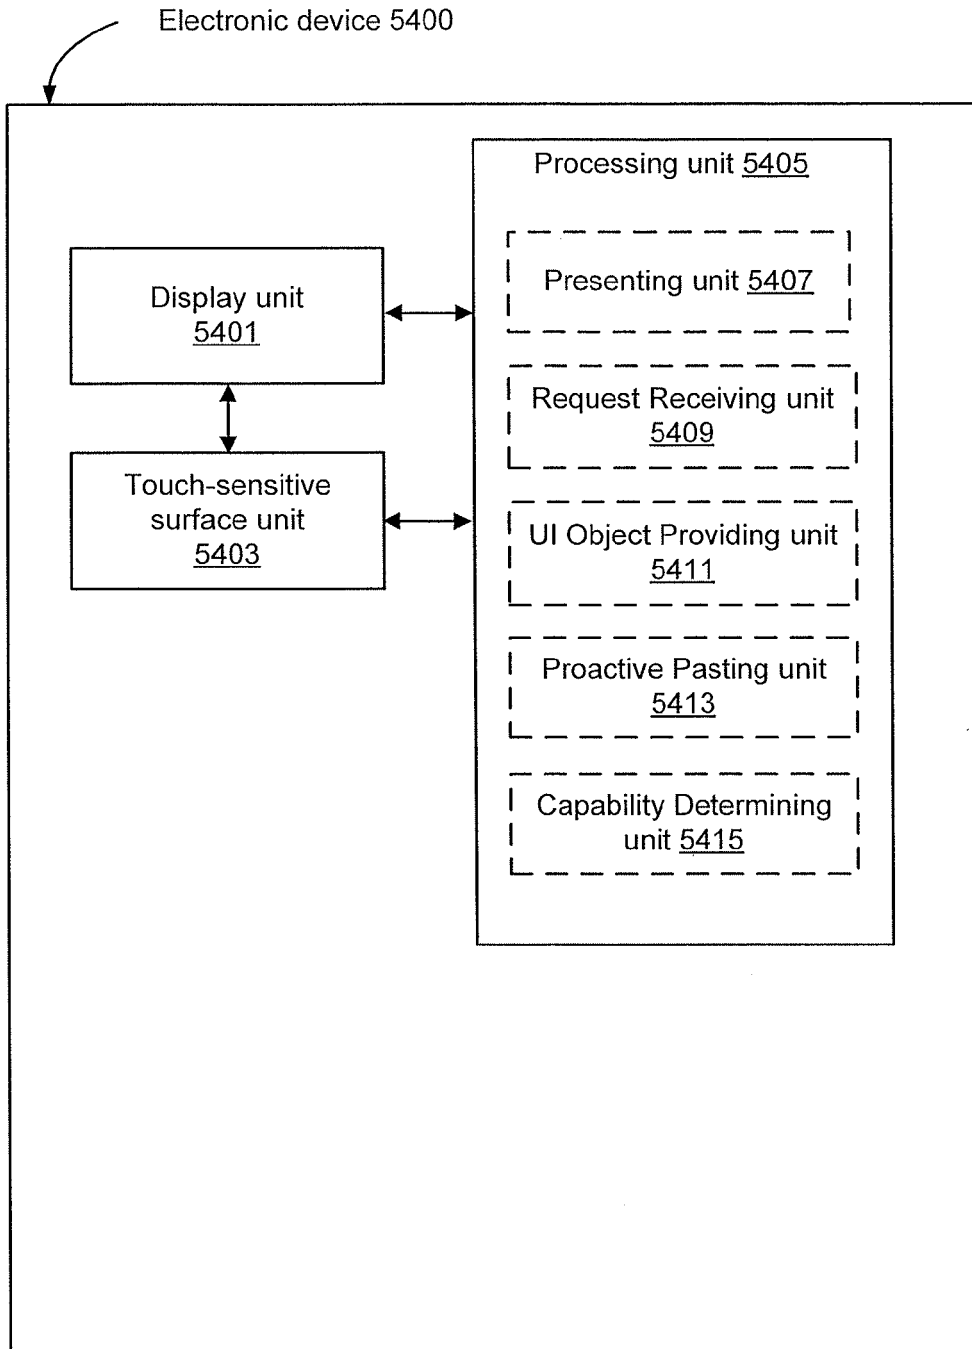 Electronic device 5400
Processing unit 5405
Display unit
5401
Touch-sensitive
surface unit
5403
Presenting unit 5407
Request Receiving unit
5409
UI Object Providing unit
5411
Proactive Pasting unit
5413
Capability Determining
unit 5415